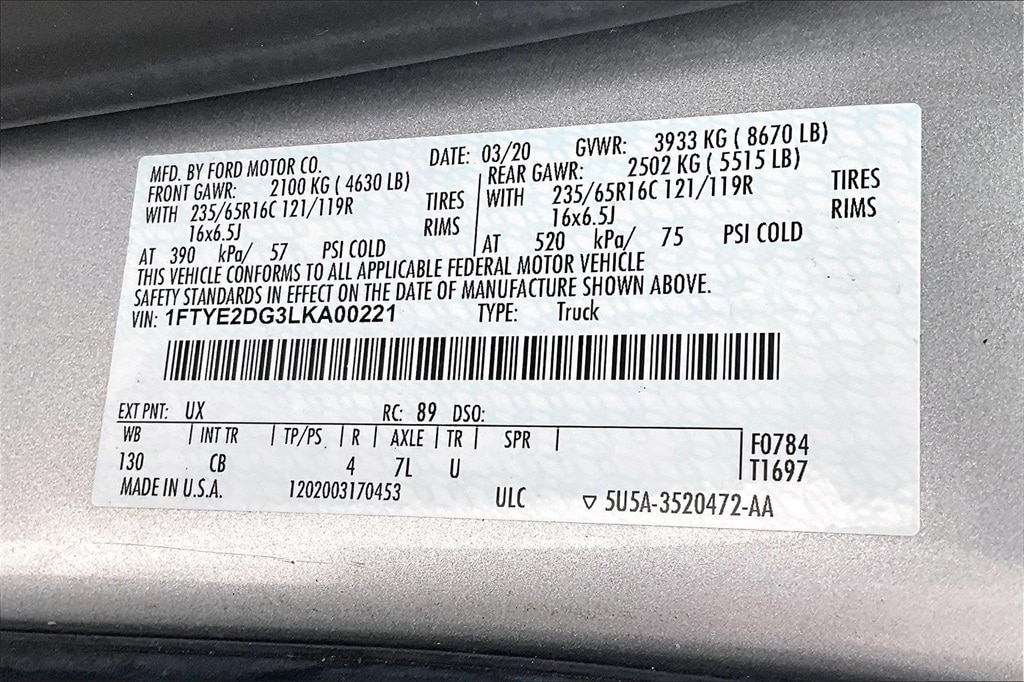 MFD. BY FORD MOTOR CO. DATE: 03/20 GVWR: 3933 KG ( 8670 LB)
FRONT GAWR: 2100 KG ( 4630 LB) REAR GAWR: 2502 KG ( 5515 LB)
WITH 235/65R16C 121/119R TIRES WITH 235/65R16C 121/119R TIRES
16x6.5J RIMS 16x6.5J RIMS
AT 390 kPa/ 57 PSI COLD AT 520 kPa/ 75 PSI COLD
THIS VEHICLE CONFORMS TO ALL APPLICABLE FEDERAL MOTOR VEHICLE
SAFETY STANDARDS IN EFFECT ON THE DATE OF MANUFACTURE SHOWN ABOVE.
VIN: 1FTYE2DG3LKA00221 TYPE: Truck
EXT PNT: UX RC: 89 DSO:
WB | INT TR | TP/PS | R | AXLE | TR | SPR | F0784
130 CB 4 7L U T1697
MADE IN U.S.A. 1202003170453 ULC ▽ 5U5A-3520472-AA